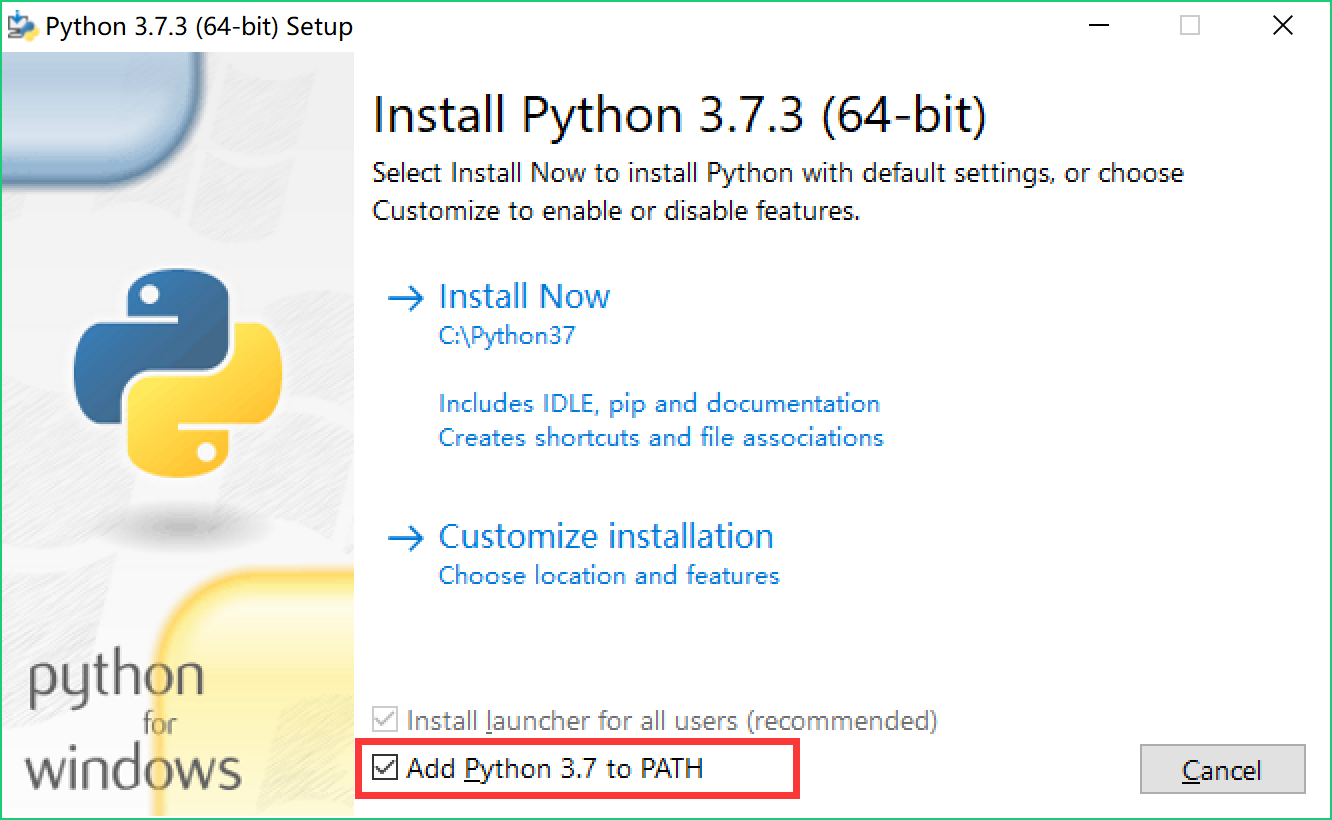 Python 3.7.3 (64-bit) Setup
Install Python 3.7.3 (64-bit)
Select Install Now to install Python with default settings, or choose
Customize to enable or disable features.
Install Now
C:\Python37
Includes IDLE, pip and documentation
Creates shortcuts and file associations
Customize installation
Choose location and features
python
for
windows
Install launcher for all users (recommended)
Add Python 3.7 to PATH
Cancel